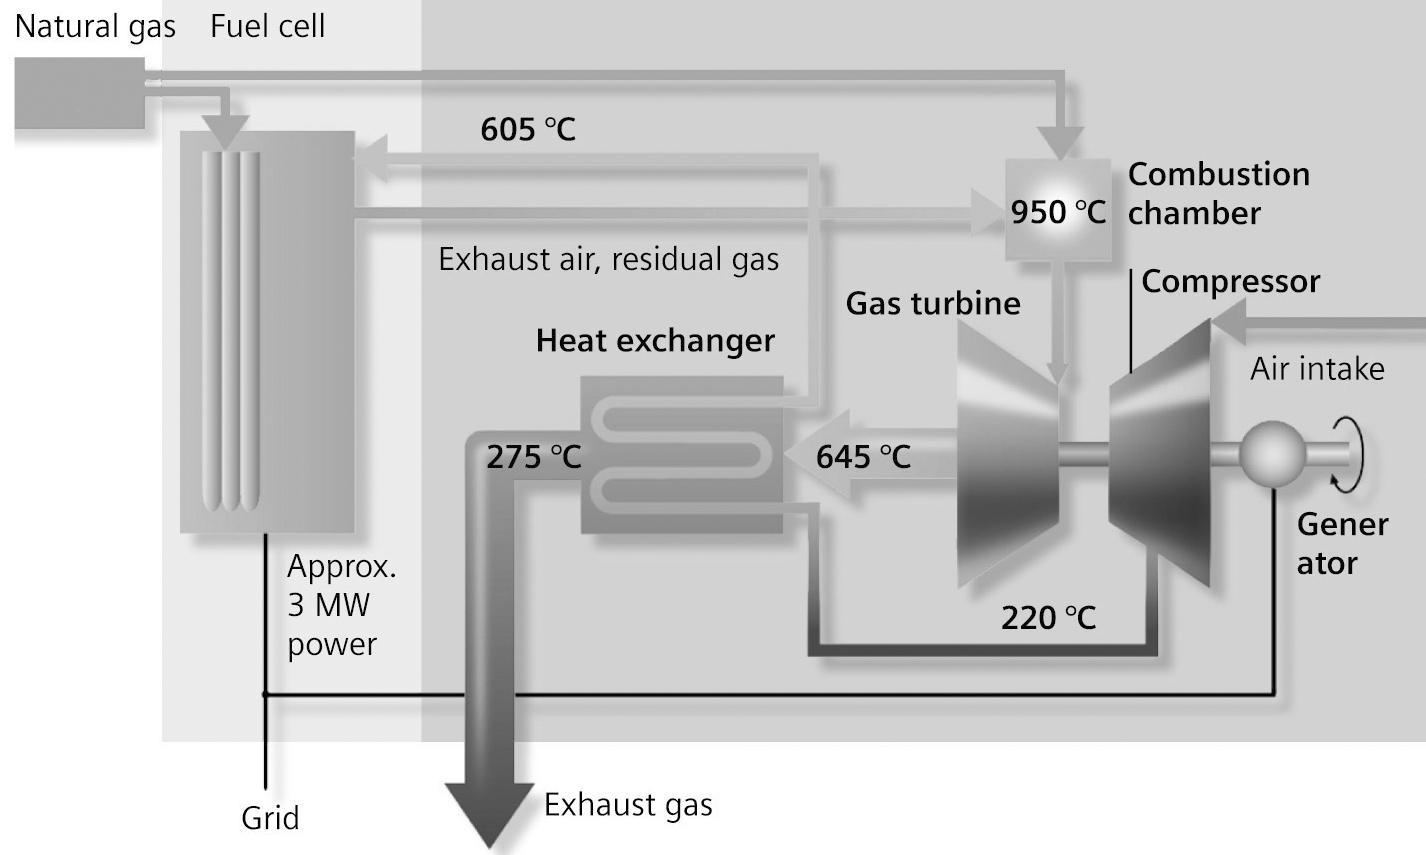 Natural gas
Fuel cell
605 °C
Combustion
chamber
950 °C
Exhaust air, residual gas
Compressor
Gas turbine
Heat exchanger
Air intake
275 °C
645 °C
Gener
ator
Approx.
3 MW
power
220 °C
Exhaust gas
Grid